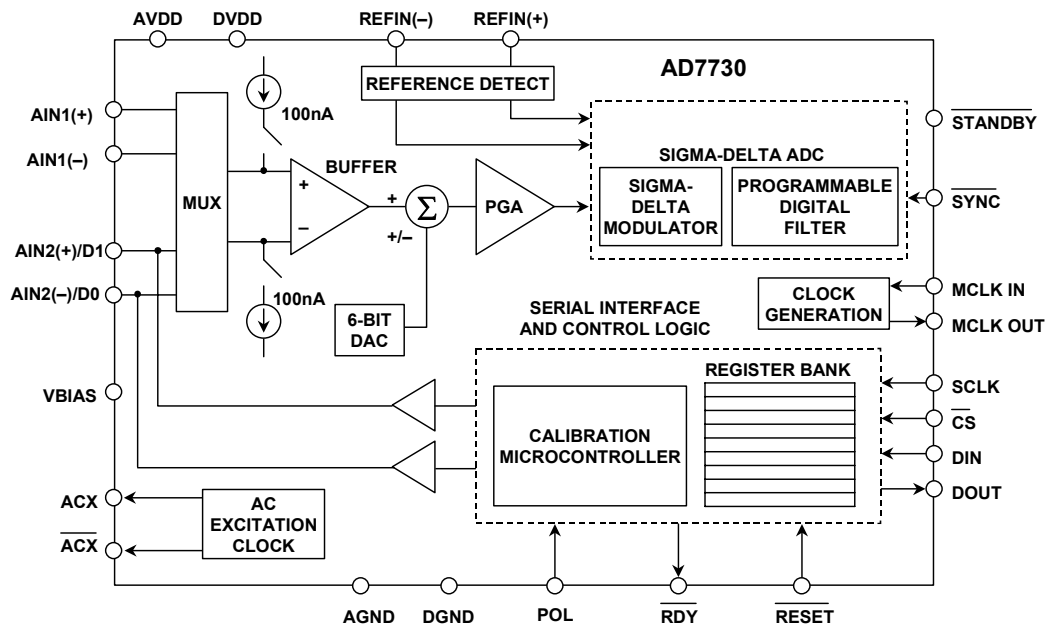 AVDD DVDD REFIN(–) REFIN(+)
AD7730
REFERENCE DETECT
100nA
AIN1(+)
AIN1(–)
STANDBY
MUX
BUFFER
+
–
+
+/–
Σ
PGA
SIGMA-DELTA ADC
SIGMA-
DELTA
MODULATOR
PROGRAMMABLE
DIGITAL
FILTER
SYNC
AIN2(+)/D1
AIN2(–)/D0
100nA
6-BIT
DAC
SERIAL INTERFACE
AND CONTROL LOGIC
CLOCK
GENERATION
MCLK IN
MCLK OUT
VBIAS
REGISTER BANK
CALIBRATION
MICROCONTROLLER
SCLK
CS
DIN
DOUT
ACX
ACX
AC
EXCITATION
CLOCK
AGND DGND POL RDY RESET